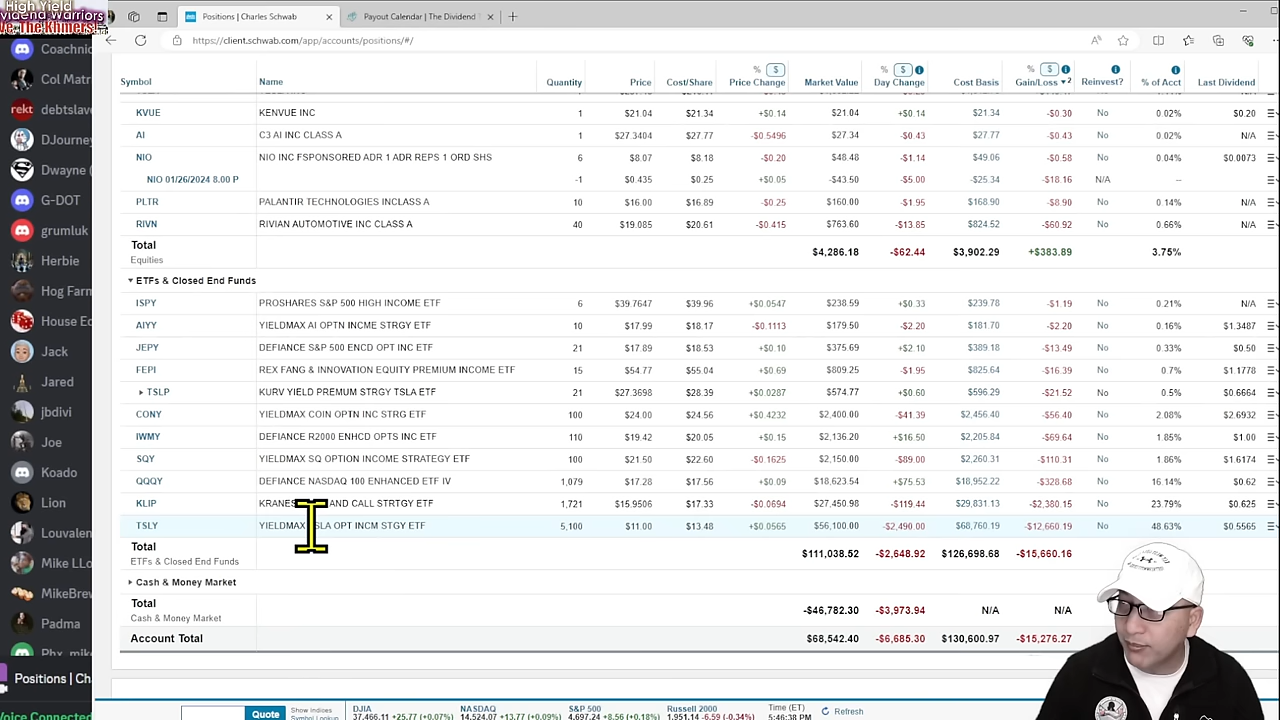 High Yield
Dividend Warriors
Positions | Charles Schwab
Payout Calendar | The Dividend
https://client.schwab.com/app/accounts/positions/#/
Coachnic
Col Matr
debtslave
DJourney
Dwayne (
G-DOT
grumluk
Herbie
Hog Farm
House Ec
Jack
Jared
jbdivi
Joe
Koado
Lion
Louvalen
Mike LLo
MikeBrew
Padma
Phx_mike
Positions | Ch
Voice Connected
Symbol Name Quantity Price Cost/Share % $ Price Change Market Value % $ Day Change Cost Basis % $ Gain/Loss 2 Reinvest? % of Acct Last Dividend
KVUE KENVUE INC 1 $21.04 $21.34 +$0.14 $21.04 +$0.14 $21.34 -$0.30 No 0.02% $0.20
AI C3 AI INC CLASS A 1 $27.3404 $27.77 -$0.5496 $27.34 -$0.43 $27.77 -$0.43 No 0.02% N/A
NIO NIO INC FSPONSORED ADR 1 ADR REPS 1 ORD SHS 6 $8.07 $8.18 -$0.20 $48.48 -$1.14 $49.06 -$0.58 No 0.04% $0.0073
NIO 01/26/2024 8.00 P -1 $0.435 $0.25 +$0.05 -$43.50 -$5.00 -$25.34 -$18.16 N/A --
PLTR PALANTIR TECHNOLOGIES INCLASS A 10 $16.00 $16.89 -$0.25 $160.00 -$1.95 $168.90 -$8.90 No 0.14% N/A
RIVN RIVIAN AUTOMOTIVE INC CLASS A 40 $19.085 $20.61 -$0.415 $763.60 -$13.85 $824.52 -$60.92 No 0.66% N/A
Total
Equities $4,286.18 -$62.44 $3,902.29 +$383.89 3.75%
ETFs & Closed End Funds
ISPY PROSHARES S&P 500 HIGH INCOME ETF 6 $39.7647 $39.96 +$0.0547 $238.59 +$0.33 $239.78 -$1.19 No 0.21% N/A
AIYY YIELDMAX AI OPTN INCME STRGY ETF 10 $17.99 $18.17 -$0.1113 $179.50 -$2.20 $181.70 -$2.20 No 0.16% $1.3487
JEPY DEFIANCE S&P 500 ENCD OPT INC ETF 21 $17.89 $18.53 +$0.10 $375.69 +$2.10 $389.18 -$13.49 No 0.33% $0.50
FEPI REX FANG & INNOVATION EQUITY PREMIUM INCOME ETF 15 $54.77 $55.04 +$0.69 $809.25 -$1.95 $825.64 -$16.39 No 0.7% $1.1778
TSLP KURV YIELD PREMUM STRGY TSLA ETF 21 $27.3698 $28.39 +$0.0287 $574.77 +$0.60 $596.29 -$21.52 No 0.5% $0.6664
CONY YIELDMAX COIN OPTN INC STRG ETF 100 $24.00 $24.56 +$0.4232 $2,400.00 -$41.39 $2,456.40 -$56.40 No 2.08% $2.6932
IWMY DEFIANCE R2000 ENHCD OPTS INC ETF 110 $19.42 $20.05 +$0.15 $2,136.20 +$16.50 $2,205.84 -$69.64 No 1.85% $1.00
SQY YIELDMAX SQ OPTION INCOME STRATEGY ETF 100 $21.50 $22.60 -$0.1625 $2,150.00 -$89.00 $2,260.31 -$110.31 No 1.86% $1.6174
QQQY DEFIANCE NASDAQ 100 ENHANCED ETF IV 1,079 $17.28 $17.56 +$0.09 $18,623.54 +$75.53 $18,952.22 -$328.68 No 16.14% $0.62
KLIP KRANES AND CALL STRTGY ETF 1,721 $15.9506 $17.33 -$0.0694 $27,450.98 -$119.44 $29,831.13 -$2,380.15 No 23.79% $0.625
TSLY YIELDMAX TSLA OPT INCM STGY ETF 5,100 $11.00 $13.48 +$0.0565 $56,100.00 -$2,490.00 $68,760.19 -$12,660.19 No 48.63% $0.5565
Total
ETFs & Closed End Funds $111,038.52 -$2,648.92 $126,698.68 -$15,660.16
Cash & Money Market
Total
Cash & Money Market -$46,782.30 -$3,973.94 N/A N/A
Account Total $68,542.40 -$6,685.30 $130,600.97 -$15,276.27
Quote
Show Indices
Symbol Lookup
DJIA
37,466.11 +25.77 (+0.07%)
NASDAQ
14,524.07 +13.77 (+0.09%)
S&P 500
4,697.24 +8.56 (+0.18%)
Russell 2000
1,951.14 -6.59 (-0.34%)
Time (ET)
5:46:38 PM
Refresh